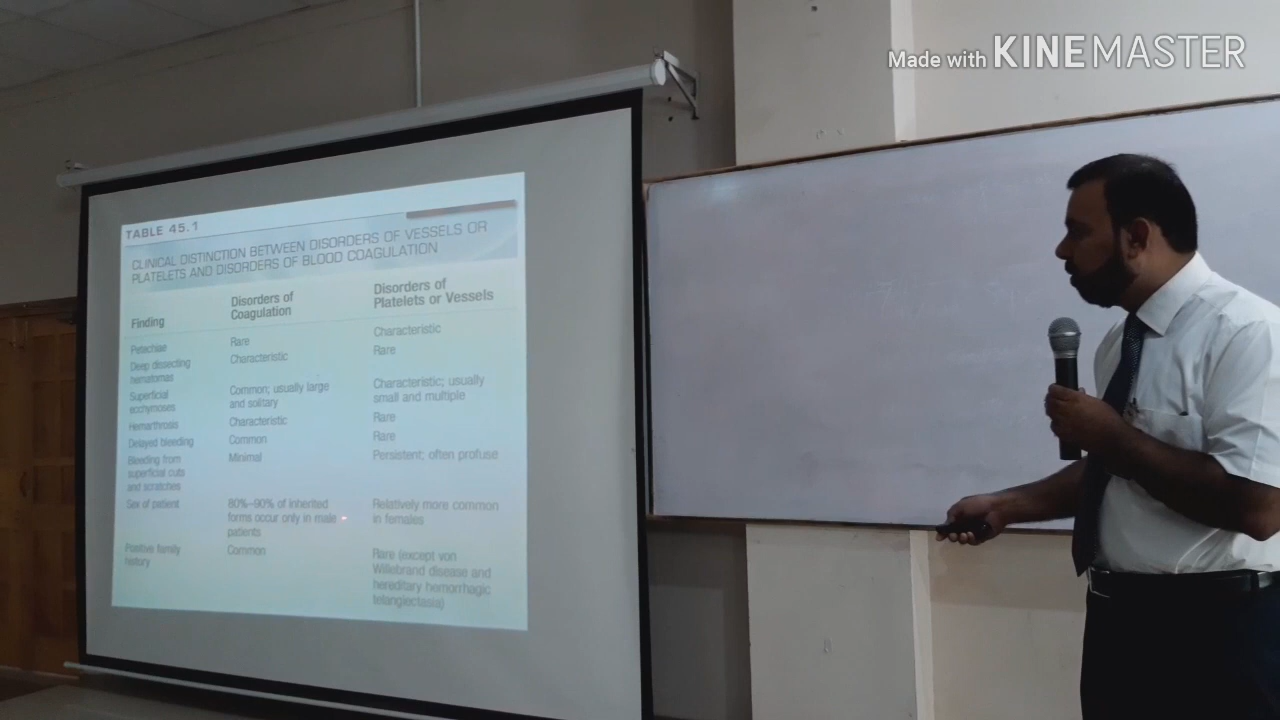 Made with KINEMASTER
TABLE 45.1
CLINICAL DISTINCTION BETWEEN DISORDERS OF VESSELS OR
PLATELETS AND DISORDERS OF BLOOD COAGULATION
Finding
Disorders of
Coagulation
Disorders of
Platelets or Vessels
Petechiae
Rare
Characteristic
Deep dissecting
hematomas
Characteristic
Rare
Superficial
ecchymoses
Common; usually large
and solitary
Characteristic; usually
small and multiple
Hemarthrosis
Characteristic
Rare
Delayed bleeding
Common
Rare
Bleeding from
superficial cuts
and scratches
Minimal
Persistent; often profuse
Sex of patient
80%–90% of inherited
forms occur only in male
patients
Relatively more common
in females
Positive family
history
Common
Rare (except von
Willebrand disease and
hereditary hemorrhagic
telangiectasia)